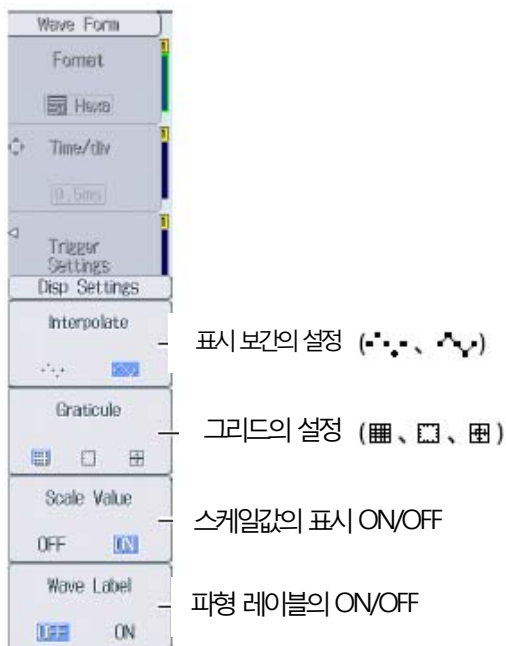 Wave Form
Format
Hexa
Time/div
0.5ms
Trigger
Settings
Disp Settings
Interpolate
표시 보간의 설정 ( 、 )
Graticule
그리드의 설정 ( 、 、 )
Scale Value
스케일값의 표시 ON/OFF
OFF ON
Wave Label
파형 레이블의 ON/OFF
OFF ON